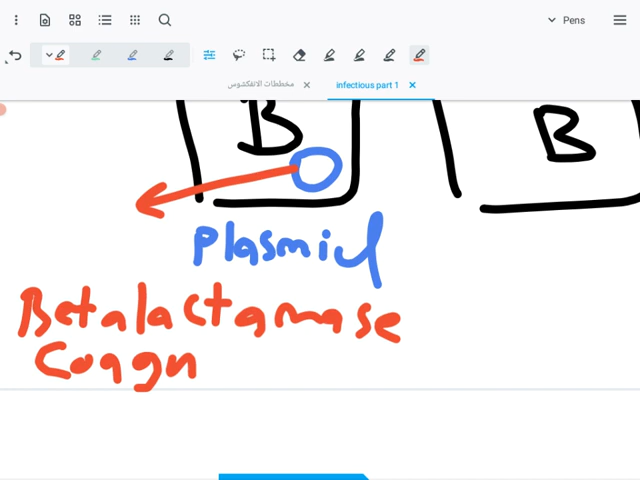 Pens
مخططات الانفكشوس
infectious part 1
B
B
Plasmid
Betalactamase
Coagn